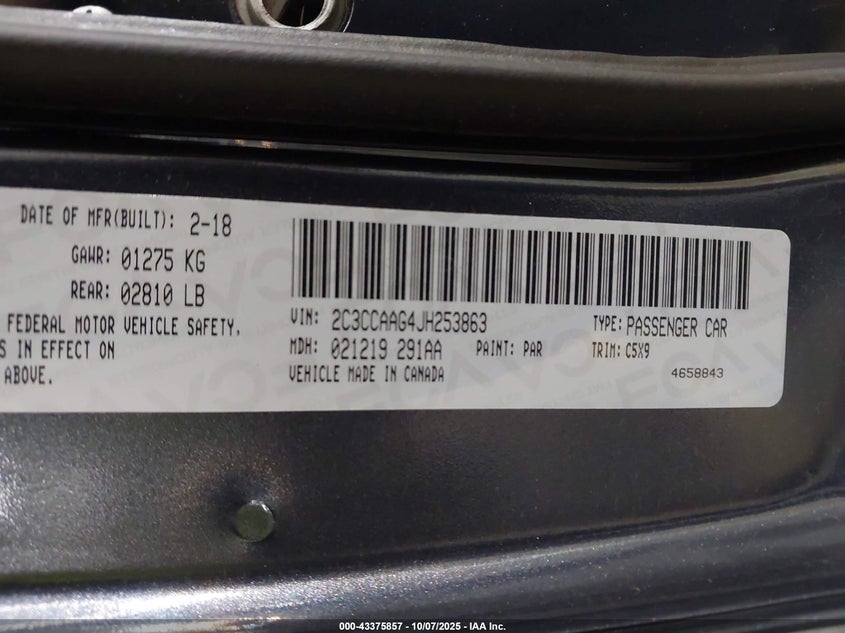 DATE OF MFR(BUILT): 2-18
GAWR: 01275 KG
REAR: 02810 LB
FEDERAL MOTOR VEHICLE SAFETY,
S IN EFFECT ON
ABOVE.
VIN: 2C3CCAAG4JH253863 TYPE: PASSENGER CAR
MDH: 021219 291AA PAINT: PAR TRIM: C5X9
VEHICLE MADE IN CANADA 4658843
000-43375857 - 10/07/2025 - IAA Inc.